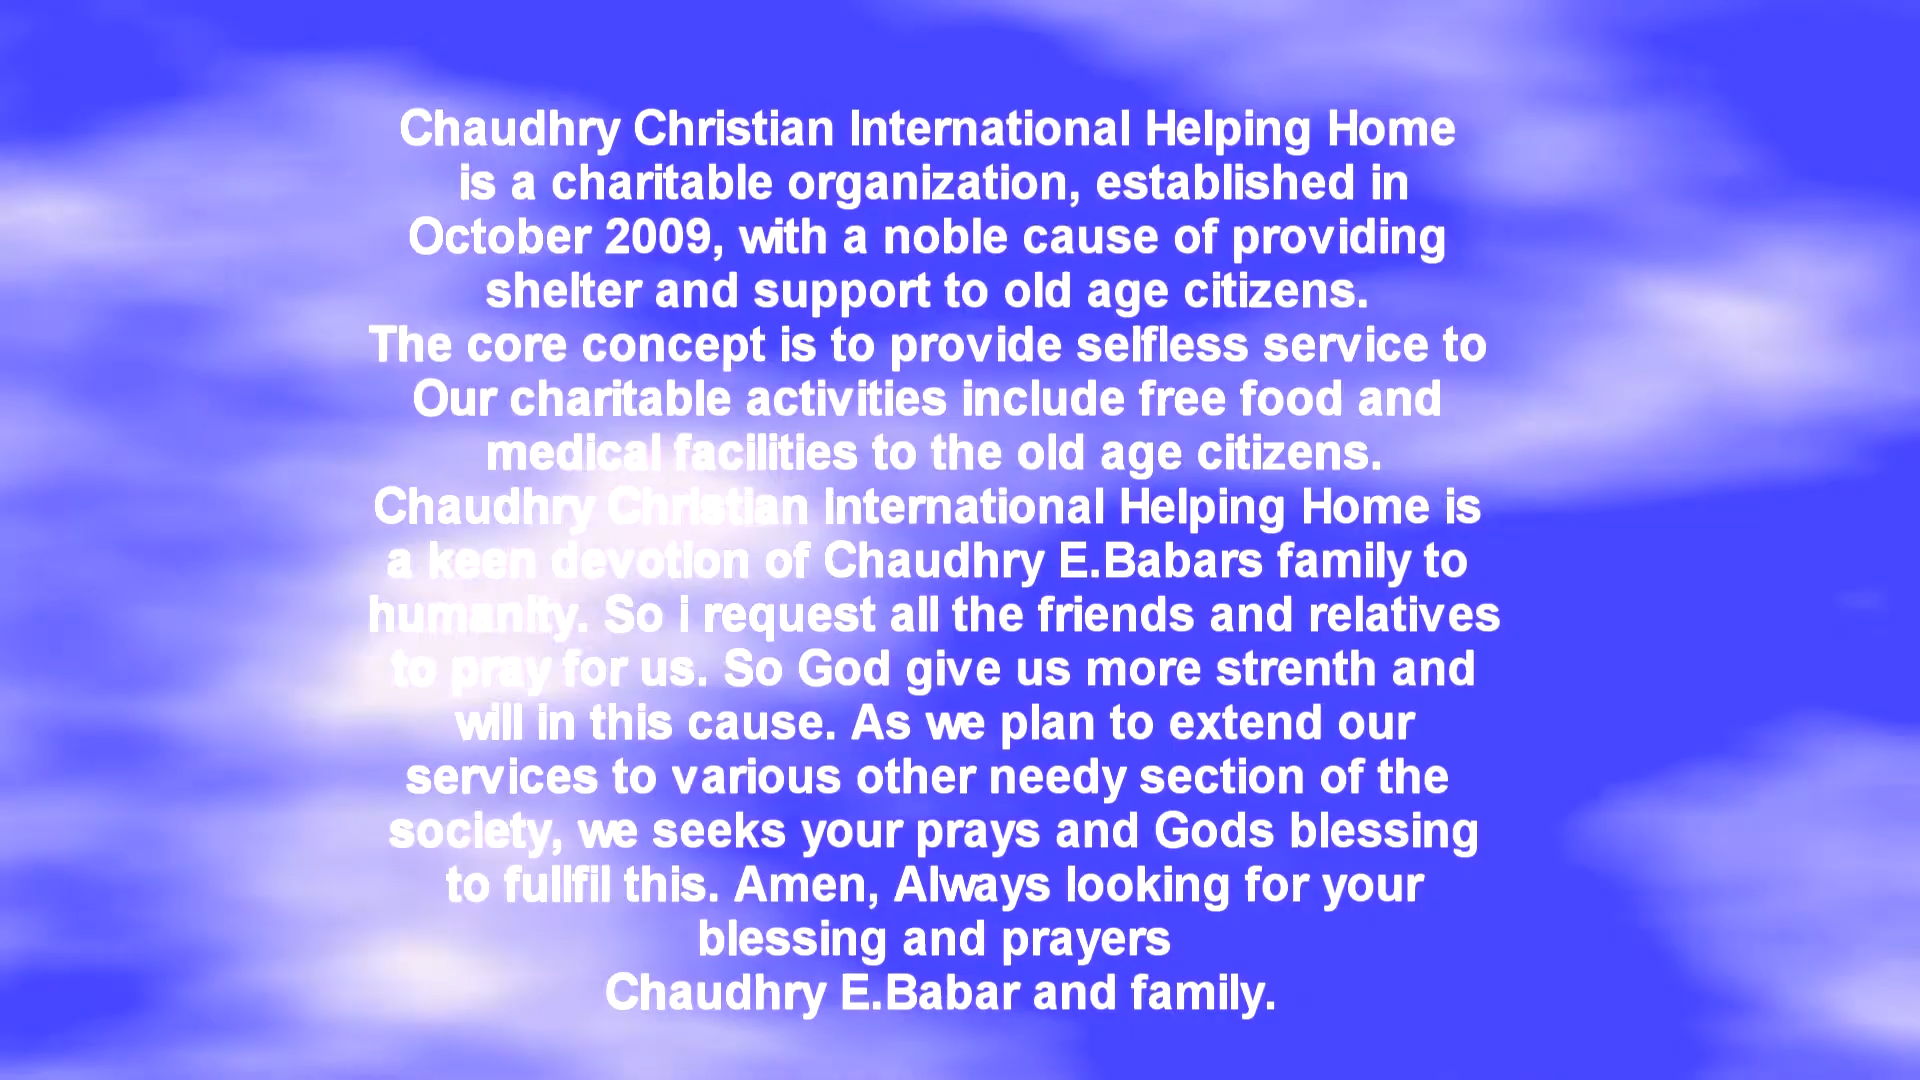 Chaudhry Christian International Helping Home
is a charitable organization, established in
October 2009, with a noble cause of providing
shelter and support to old age citizens.
The core concept is to provide selfless service to
Our charitable activities include free food and
medical facilities to the old age citizens.
Chaudhry Christian International Helping Home is
a keen devotion of Chaudhry E.Babars family to
humanity. So i request all the friends and relatives
to pray for us. So God give us more strenth and
will in this cause. As we plan to extend our
services to various other needy section of the
society, we seeks your prays and Gods blessing
to fullfil this. Amen, Always looking for your
blessing and prayers
Chaudhry E.Babar and family.